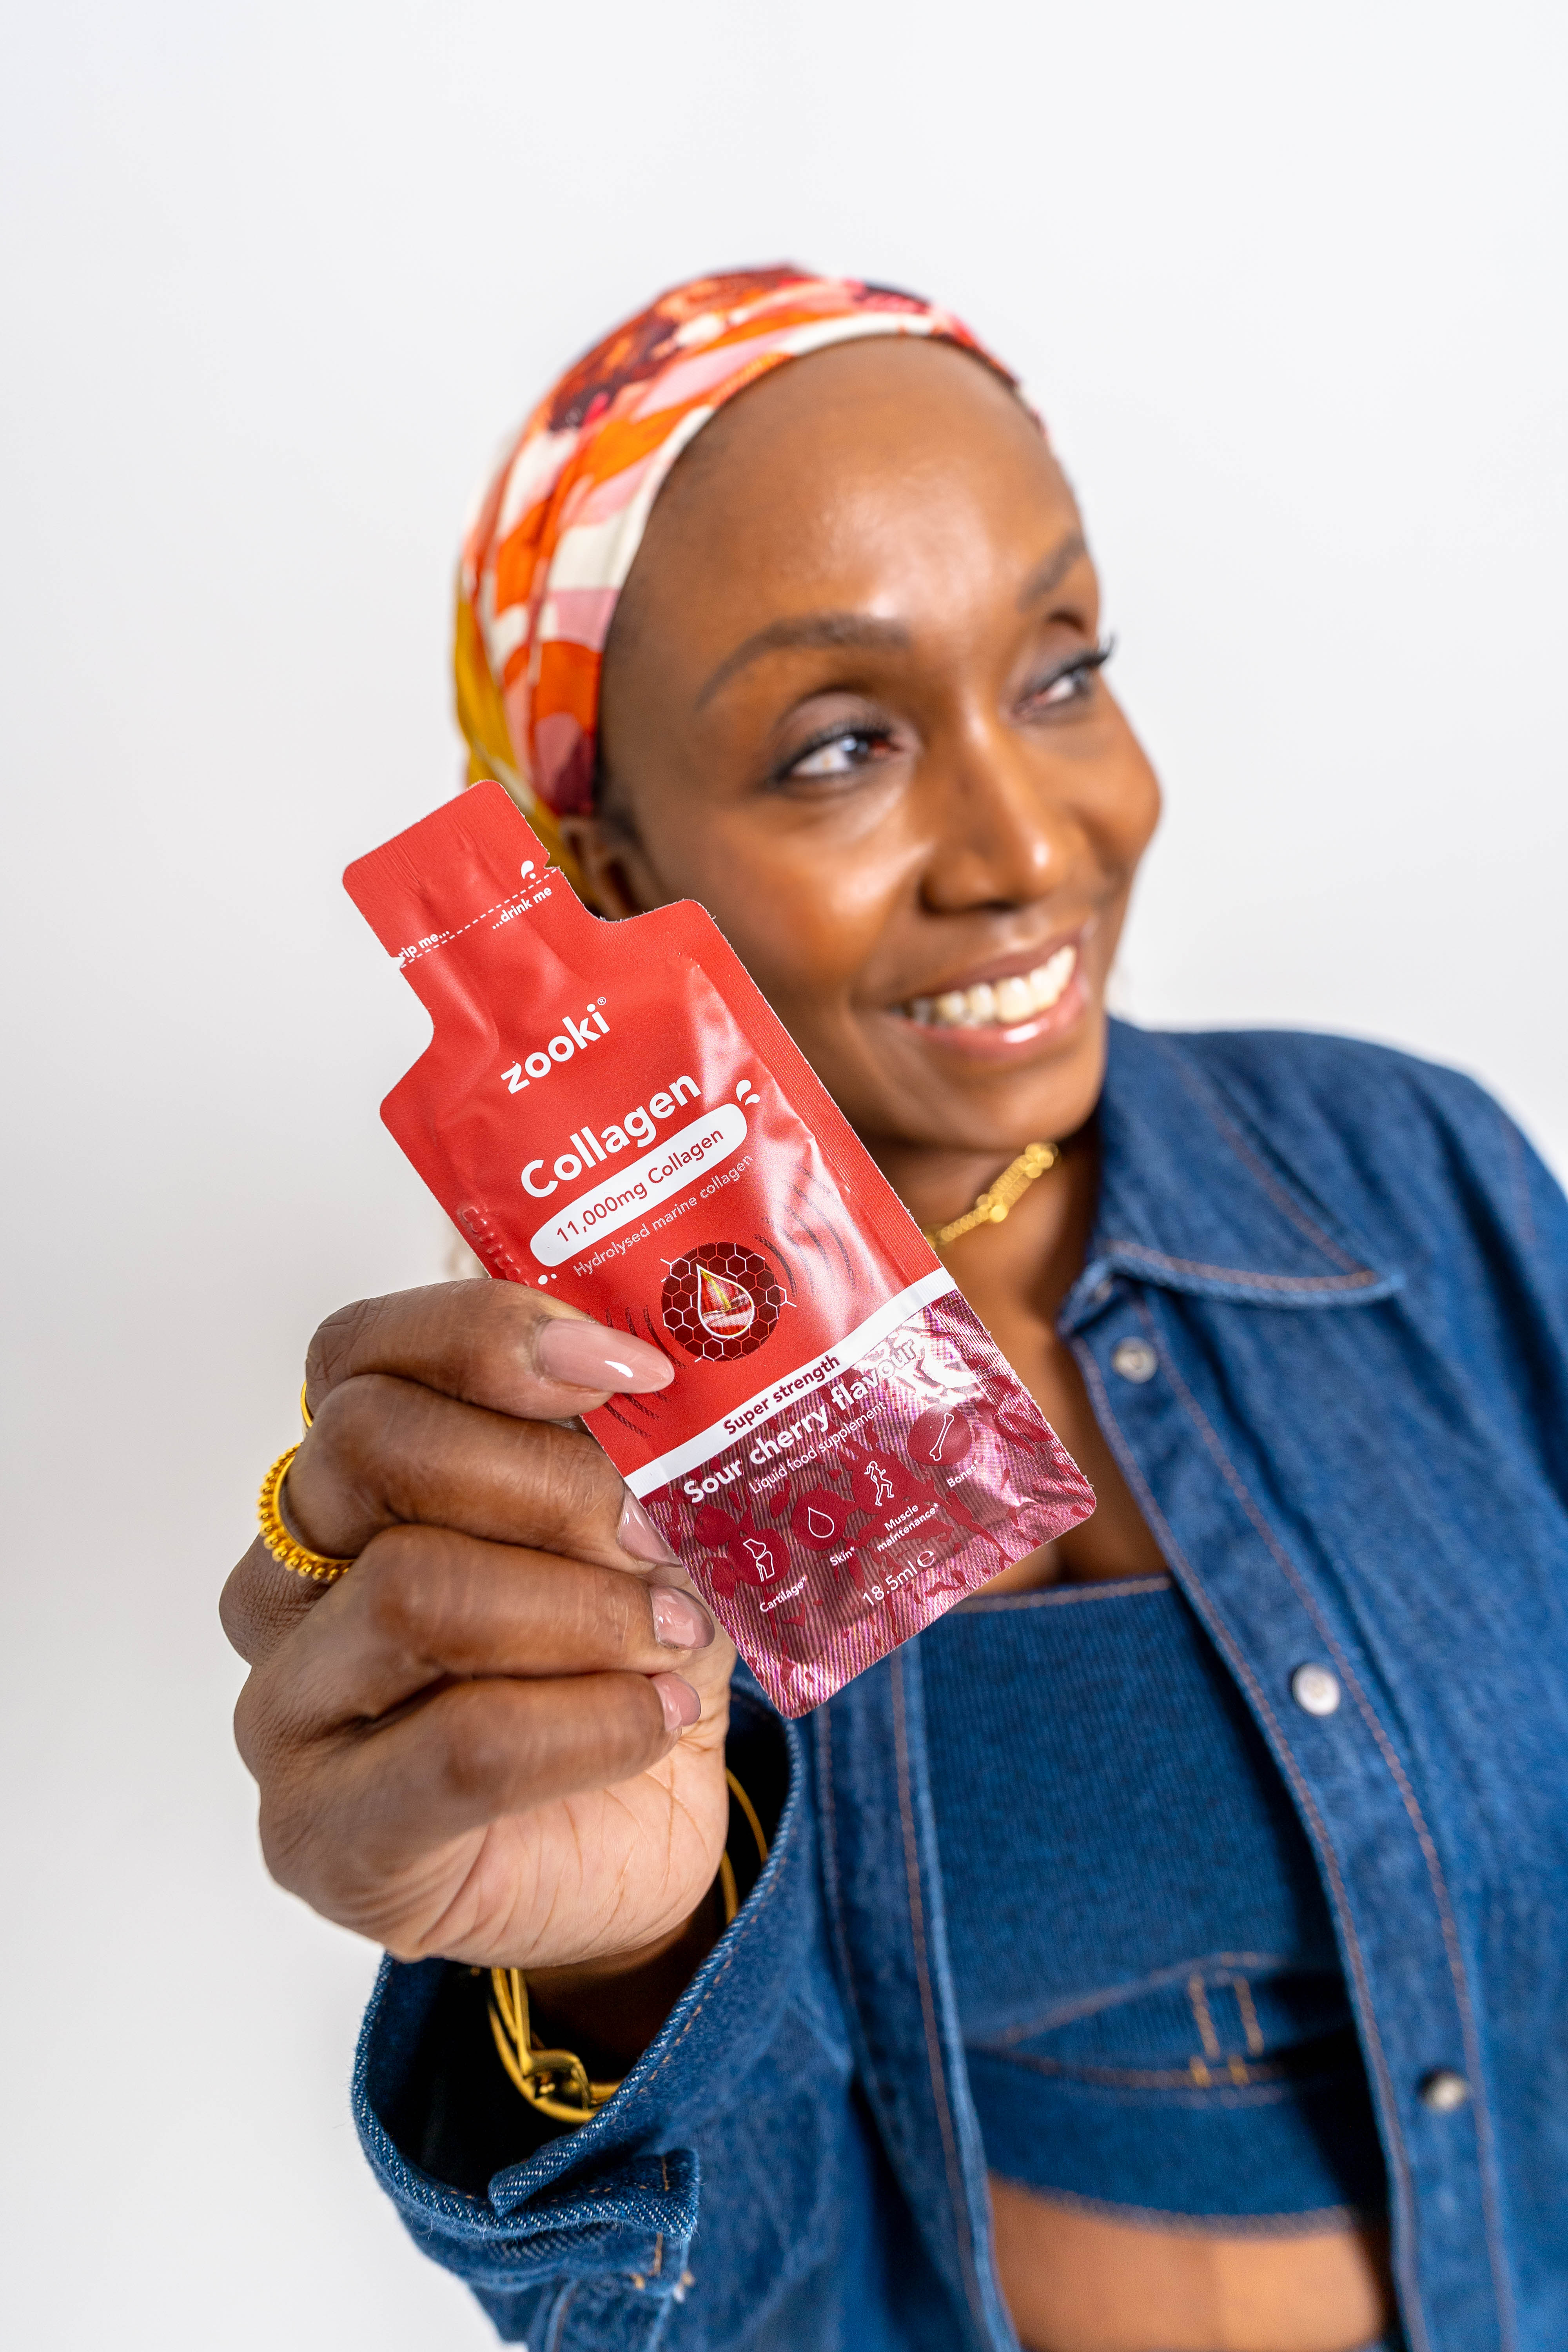 rip me...
...drink me
zooki®
Collagen
11,000mg Collagen
Hydrolysed marine collagen
Super strength
Sour cherry flavour
Liquid food supplement
Cartilage*
Skin*
Muscle
maintenance*
Bones*
18.5ml e